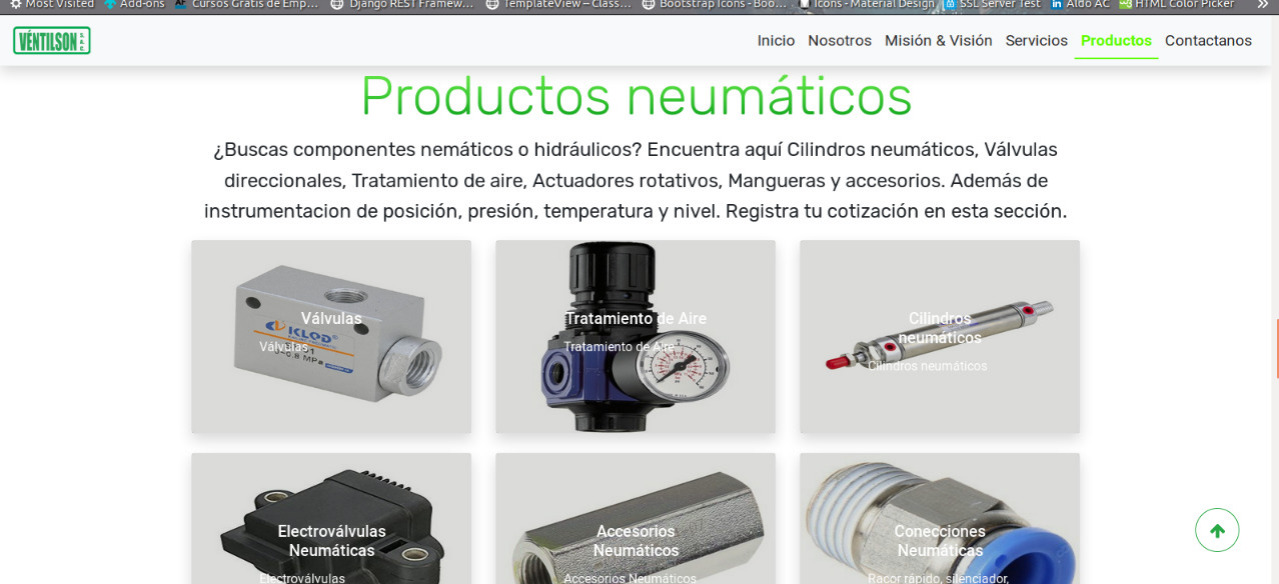 Most Visited Add-ons Cursos Gratis de Emp... Django REST Framew... TemplateView – Class... Bootstrap Icons - Boo... Icons - Material Design SSL Server Test Aldo AC HTML Color Picker
VÉNTILSON
Inicio Nosotros Misión & Visión Servicios Productos Contactanos
Productos neumáticos
¿Buscas componentes nemáticos o hidráulicos? Encuentra aquí Cilindros neumáticos, Válvulas
direccionales, Tratamiento de aire, Actuadores rotativos, Mangueras y accesorios. Además de
instrumentacion de posición, presión, temperatura y nivel. Registra tu cotización en esta sección.
Válvulas
KLQD
Válvulas
MPa
Tratamiento de Aire
Tratamiento de Aire
Cilindros
neumáticos
Cilindros neumáticos
Electroválvulas
Neumáticas
Electroválvulas
Accesorios
Neumáticos
Accesorios Neumáticos
Conecciones
Neumáticas
Racor rápido, silenciador,